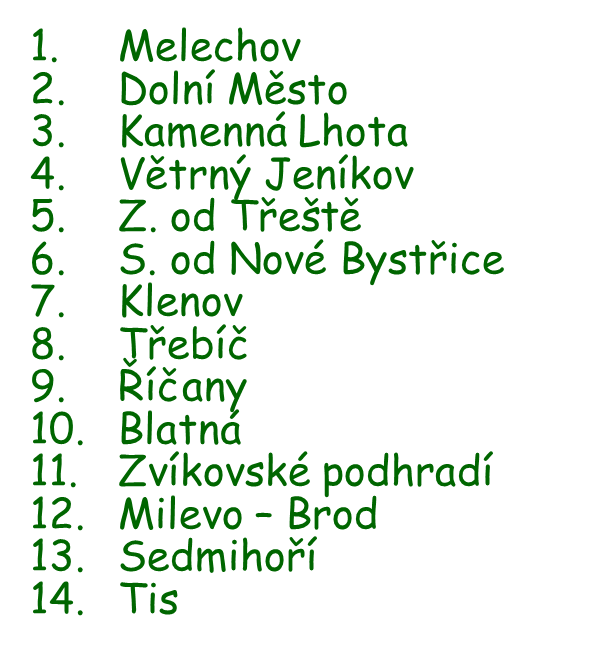 1. Melechov
2. Dolní Město
3. Kamenná Lhota
4. Větrný Jeníkov
5. Z. od Třeště
6. S. od Nové Bystřice
7. Klenov
8. Třebíč
9. Říčany
10. Blatná
11. Zvíkovské podhradí
12. Milevo – Brod
13. Sedmihoří
14. Tis